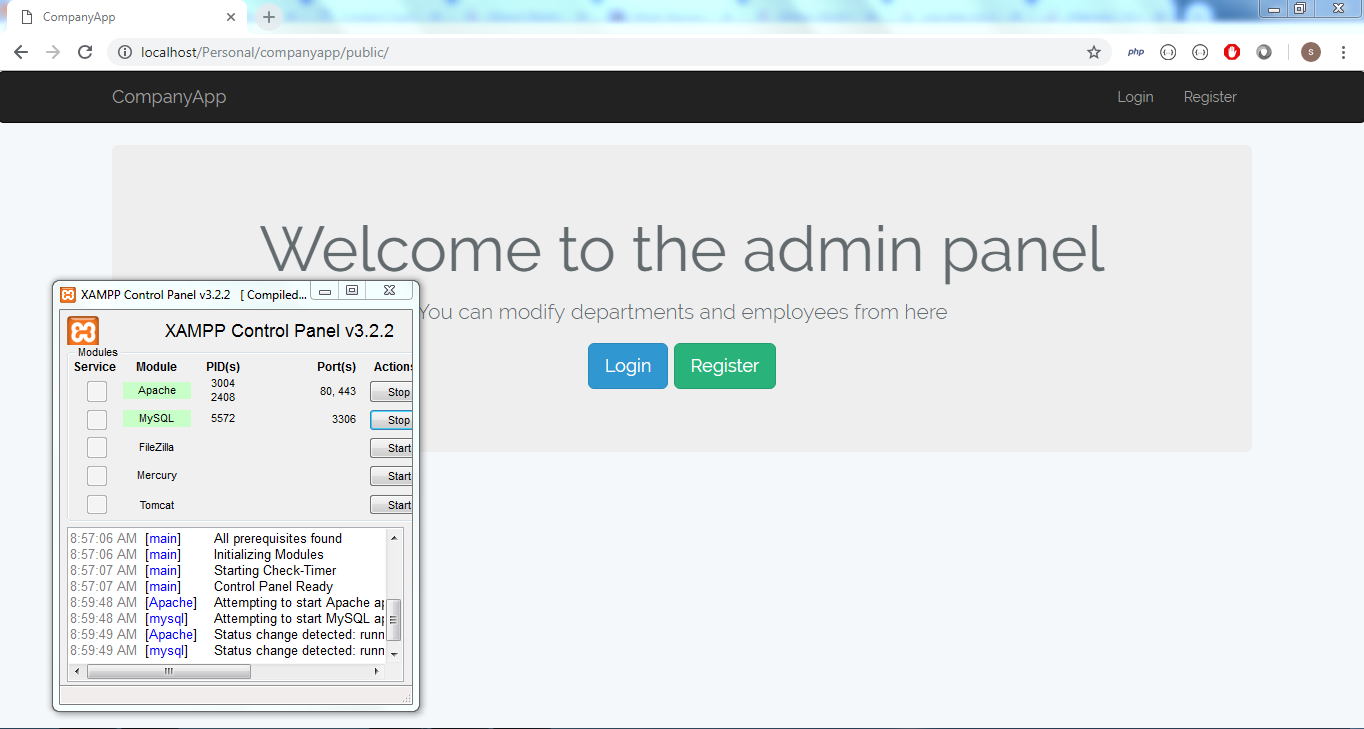 CompanyApp
localhost/Personal/companyapp/public/
php
S
CompanyApp
Login
Register
Welcome to the admin panel
You can modify departments and employees from here
Login
Register
XAMPP Control Panel v3.2.2 [ Compiled...
XAMPP Control Panel v3.2.2
Modules
Service Module PID(s) Port(s) Actions
Apache 3004 2408 80, 443 Stop
MySQL 5572 3306 Stop
FileZilla Start
Mercury Start
Tomcat Start
8:57:06 AM [main] All prerequisites found
8:57:06 AM [main] Initializing Modules
8:57:07 AM [main] Starting Check-Timer
8:57:07 AM [main] Control Panel Ready
8:59:48 AM [Apache] Attempting to start Apache
8:59:48 AM [mysql] Attempting to start MySQL
8:59:49 AM [Apache] Status change detected:
8:59:49 AM [mysql] Status change detected: